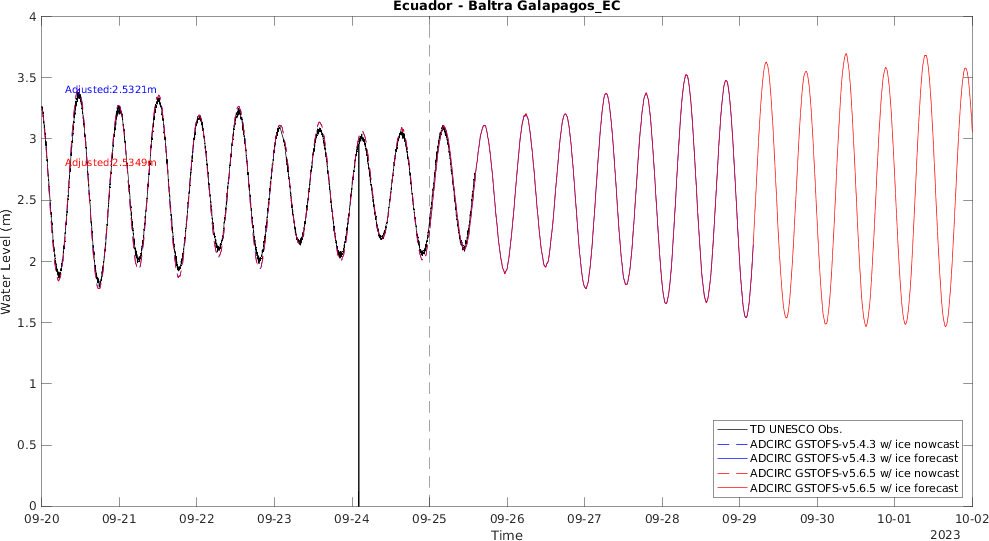 Ecuador - Baltra Galapagos_EC
4
3.5
3
2.5
2
1.5
1
0.5
0
Water Level (m)
Adjusted:2.5321m
Adjusted:2.5349m
TD UNESCO Obs.
ADCIRC GSTOFS-v5.4.3 w/ ice nowcast
ADCIRC GSTOFS-v5.4.3 w/ ice forecast
ADCIRC GSTOFS-v5.6.5 w/ ice nowcast
ADCIRC GSTOFS-v5.6.5 w/ ice forecast
09-20 09-21 09-22 09-23 09-24 09-25 09-26 09-27 09-28 09-29 09-30 10-01 10-02
Time
2023